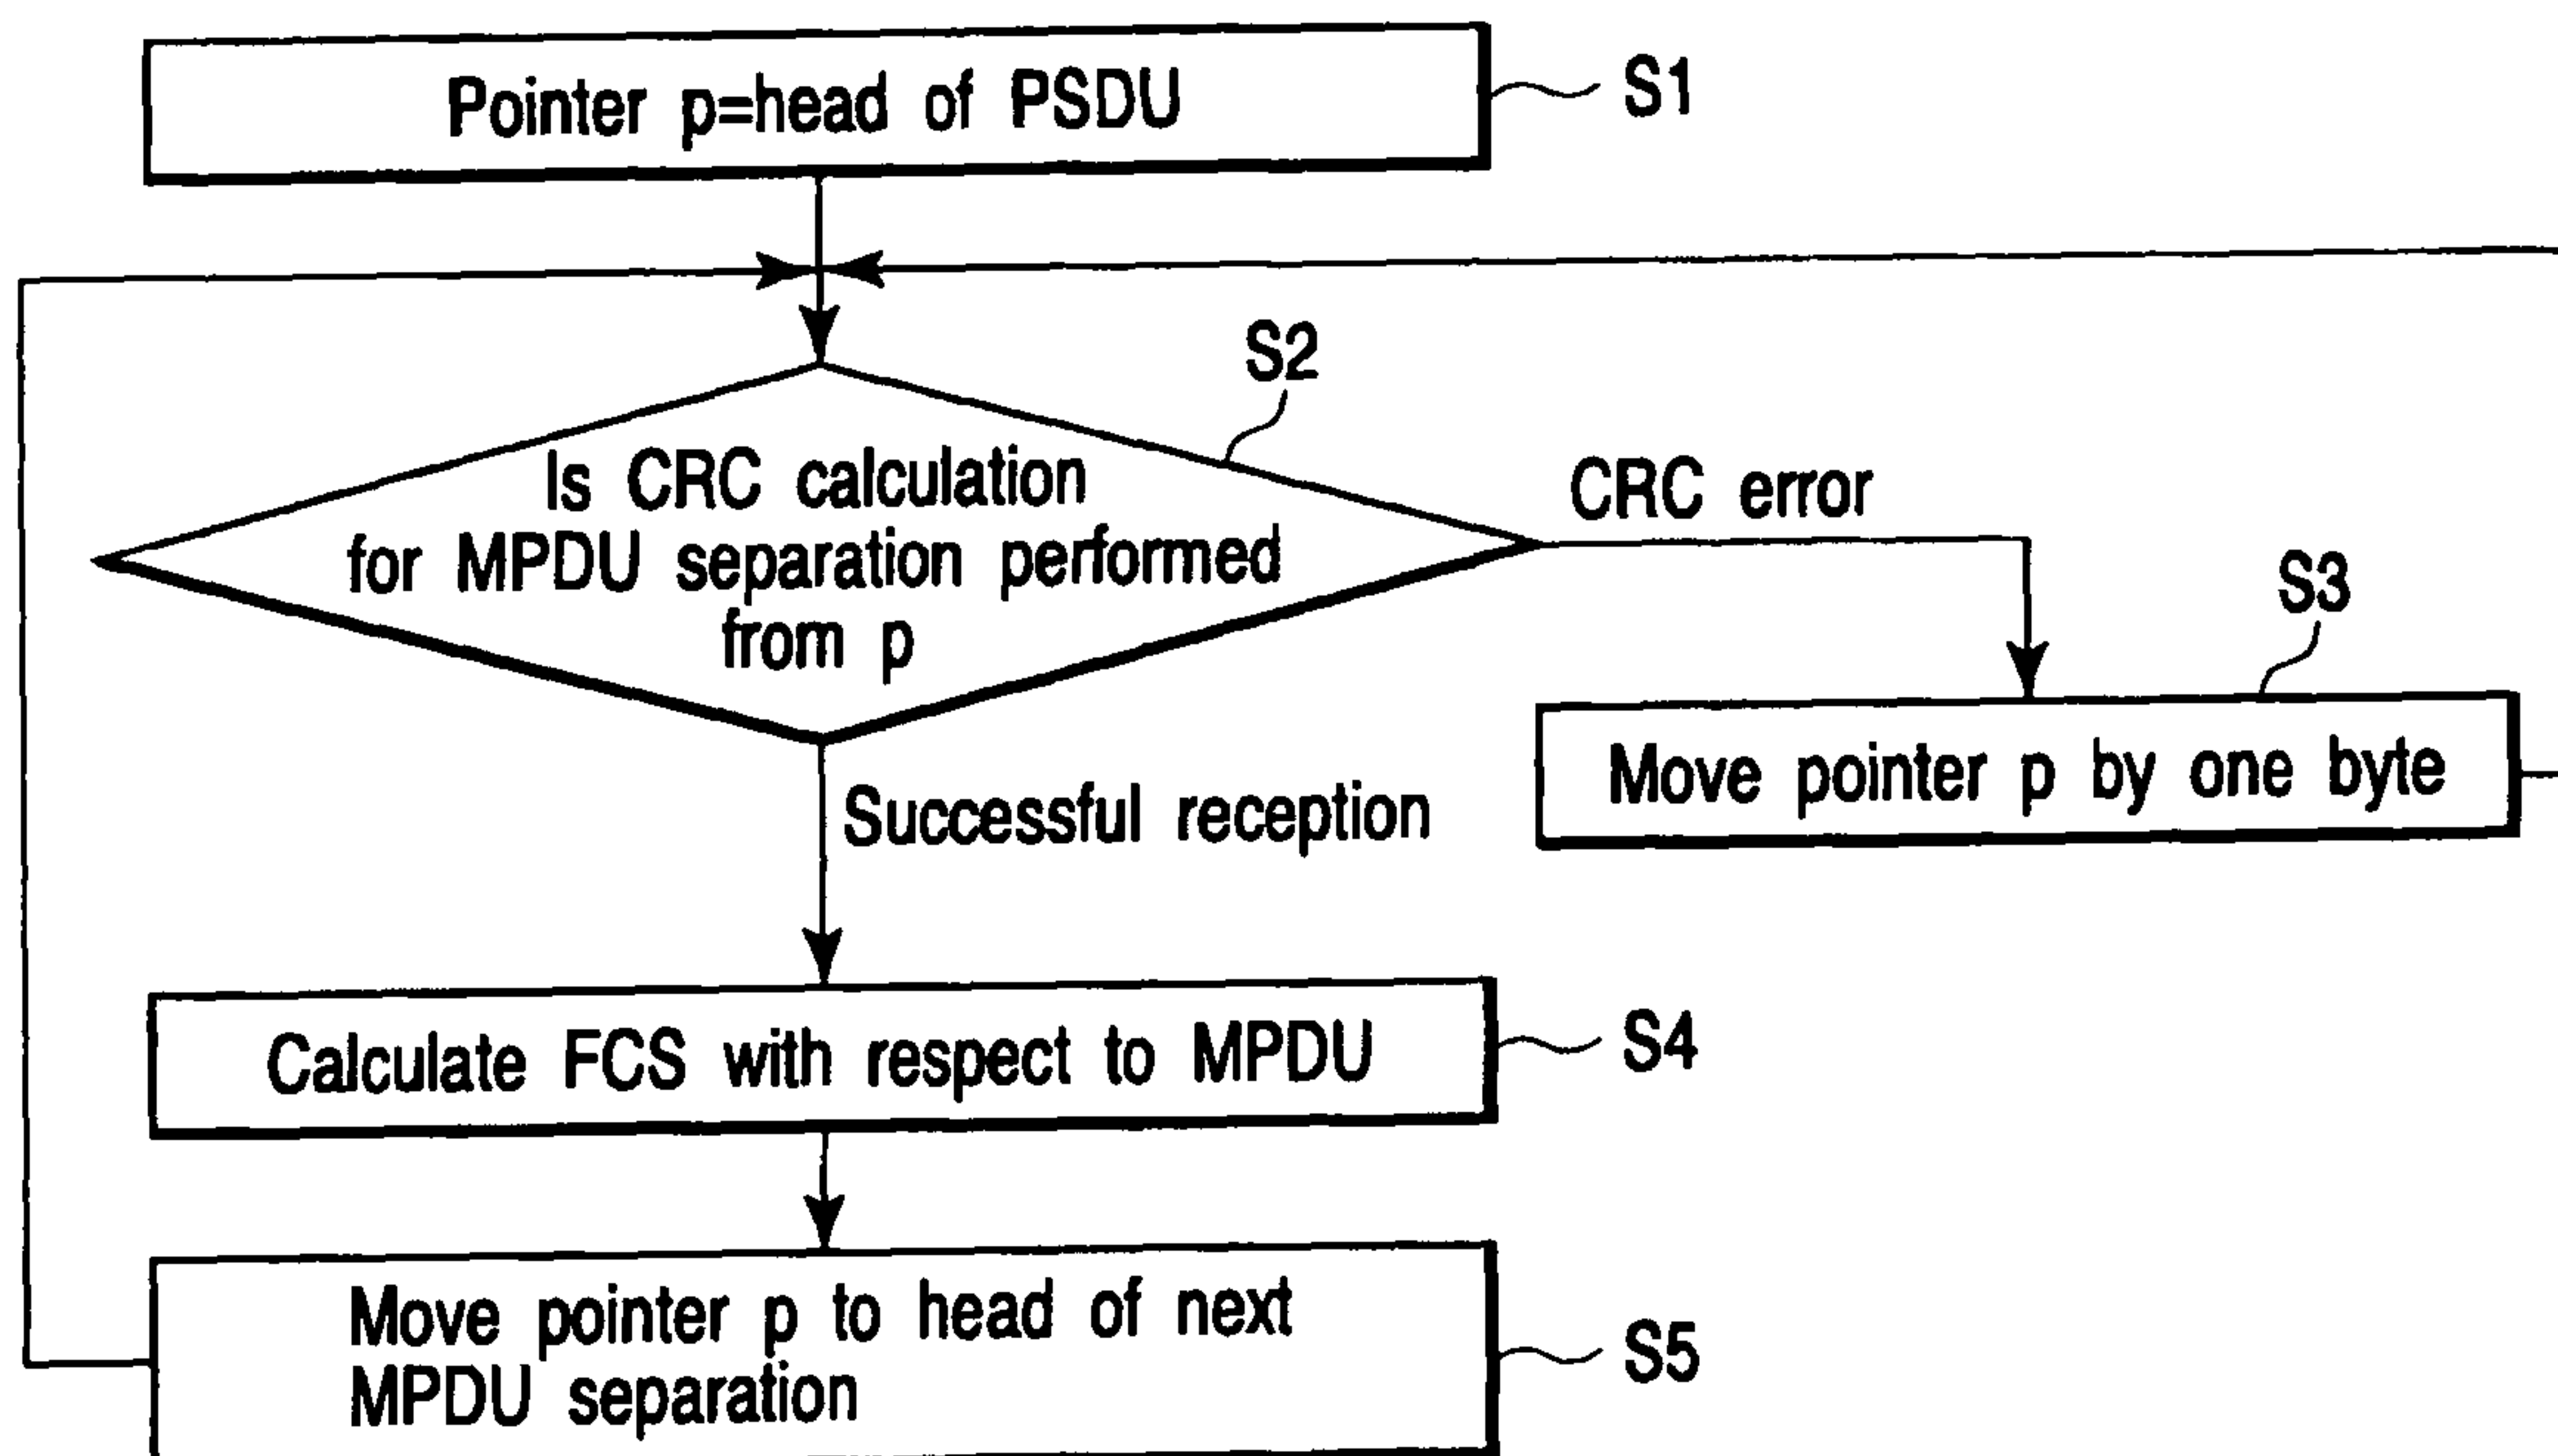 Pointer p=head of PSDU
S1
S2
Is CRC calculation
for MPDU separation performed
from p
CRC error
S3
Move pointer p by one byte
Successful reception
Calculate FCS with respect to MPDU
S4
Move pointer p to head of next
MPDU separation
S5